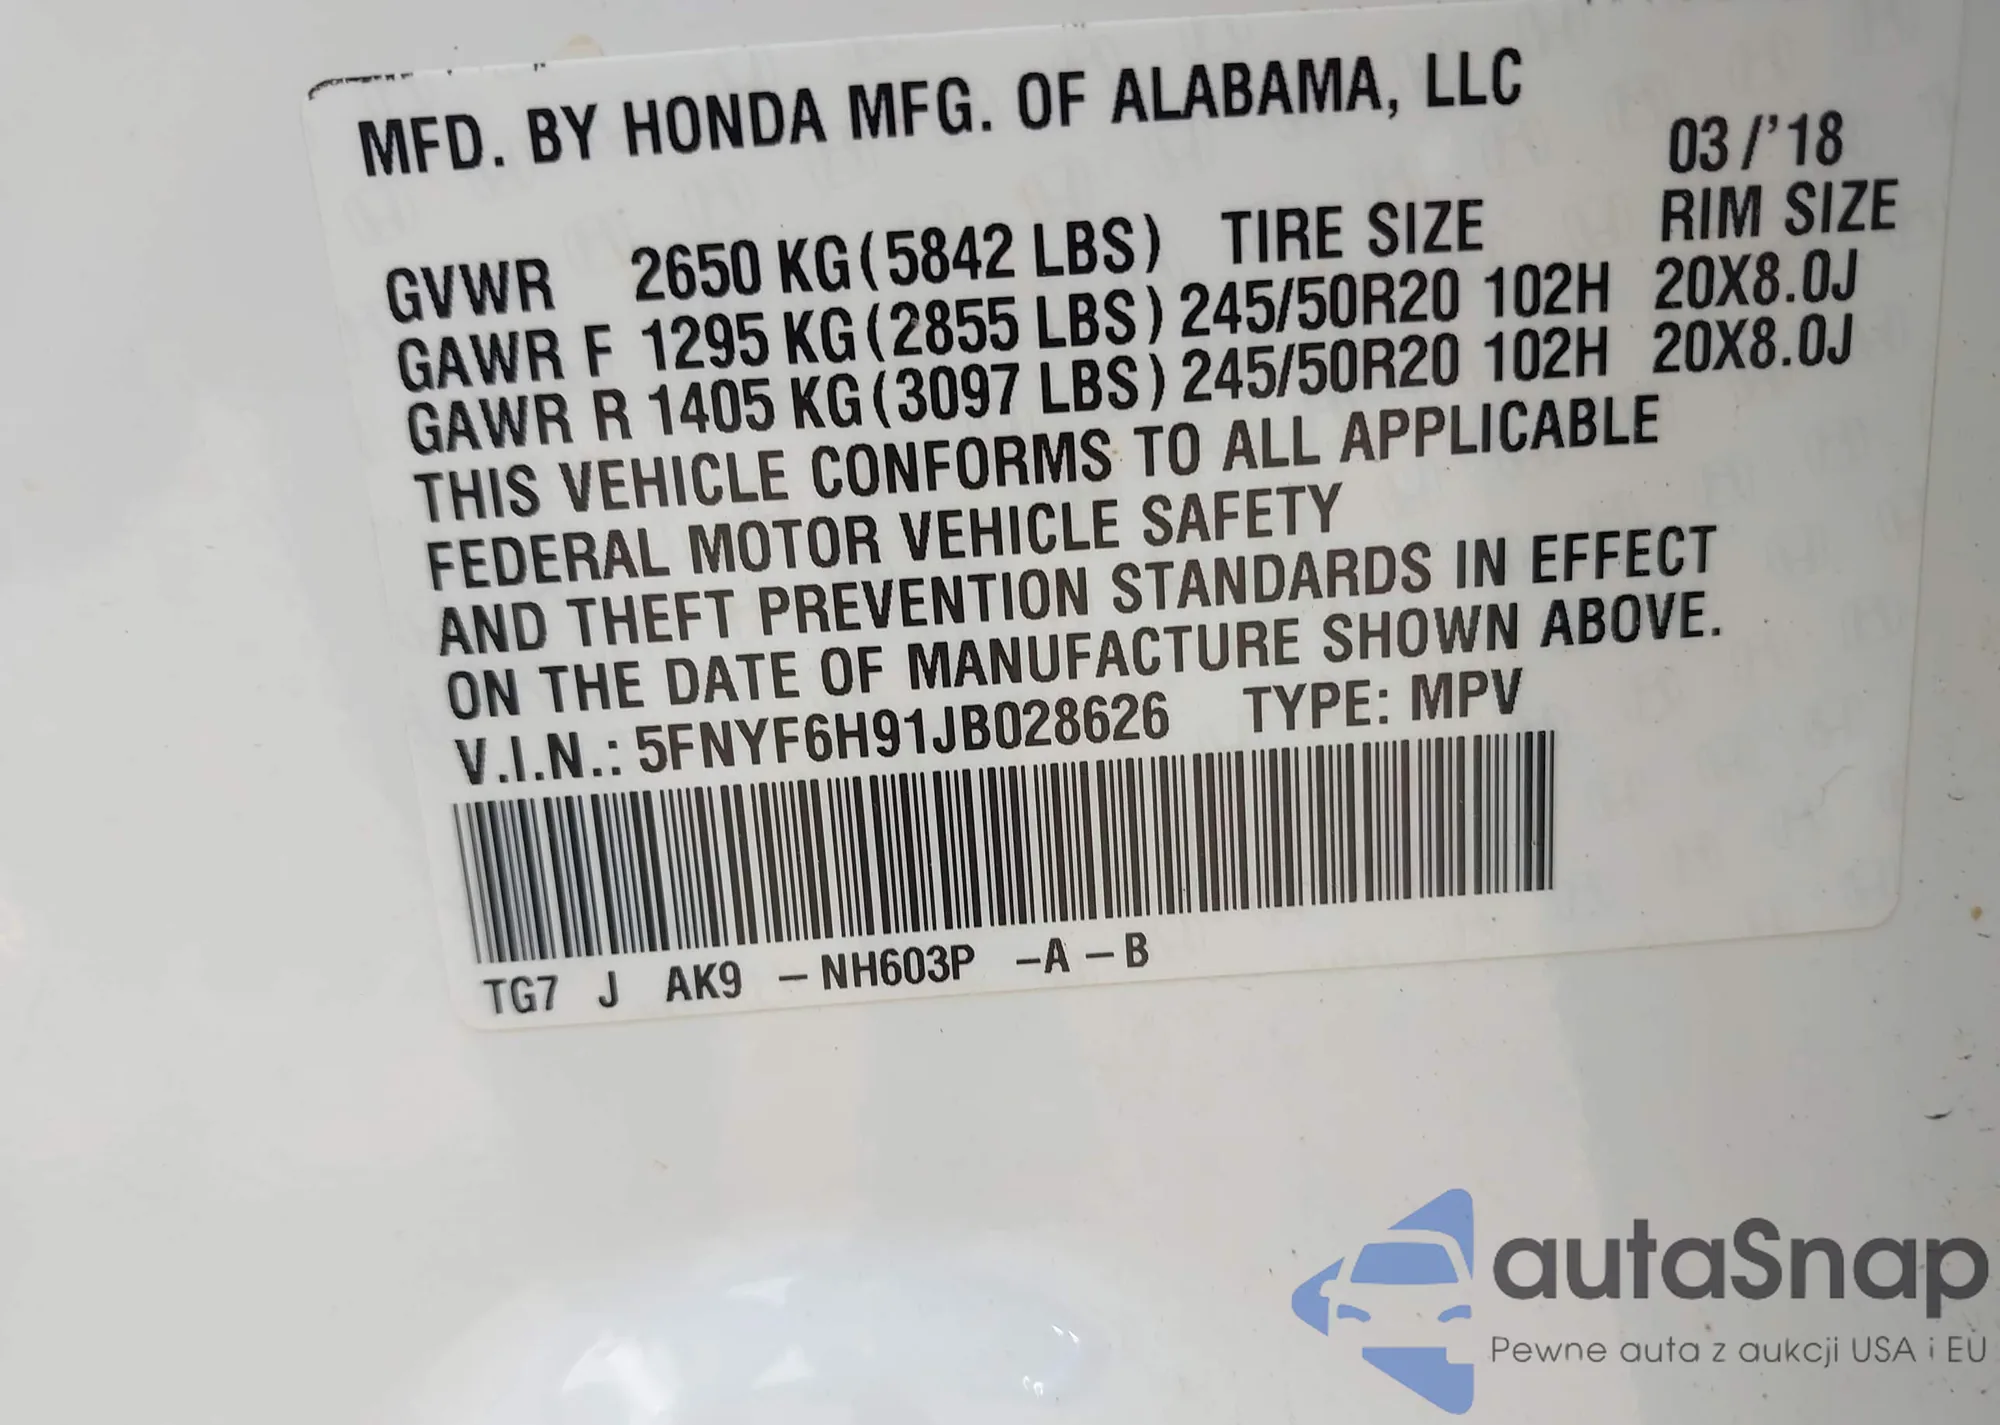 MFD. BY HONDA MFG. OF ALABAMA, LLC
03/'18
GVWR 2650 KG(5842 LBS) TIRE SIZE RIM SIZE
GAWR F 1295 KG(2855 LBS) 245/50R20 102H 20X8.0J
GAWR R 1405 KG(3097 LBS) 245/50R20 102H 20X8.0J
THIS VEHICLE CONFORMS TO ALL APPLICABLE
FEDERAL MOTOR VEHICLE SAFETY
AND THEFT PREVENTION STANDARDS IN EFFECT
ON THE DATE OF MANUFACTURE SHOWN ABOVE.
V.I.N.: 5FNYF6H91JB028626 TYPE: MPV
TG7 J AK9 –NH603P –A–B
autaSnap
Pewne auta z aukcji USA i EU